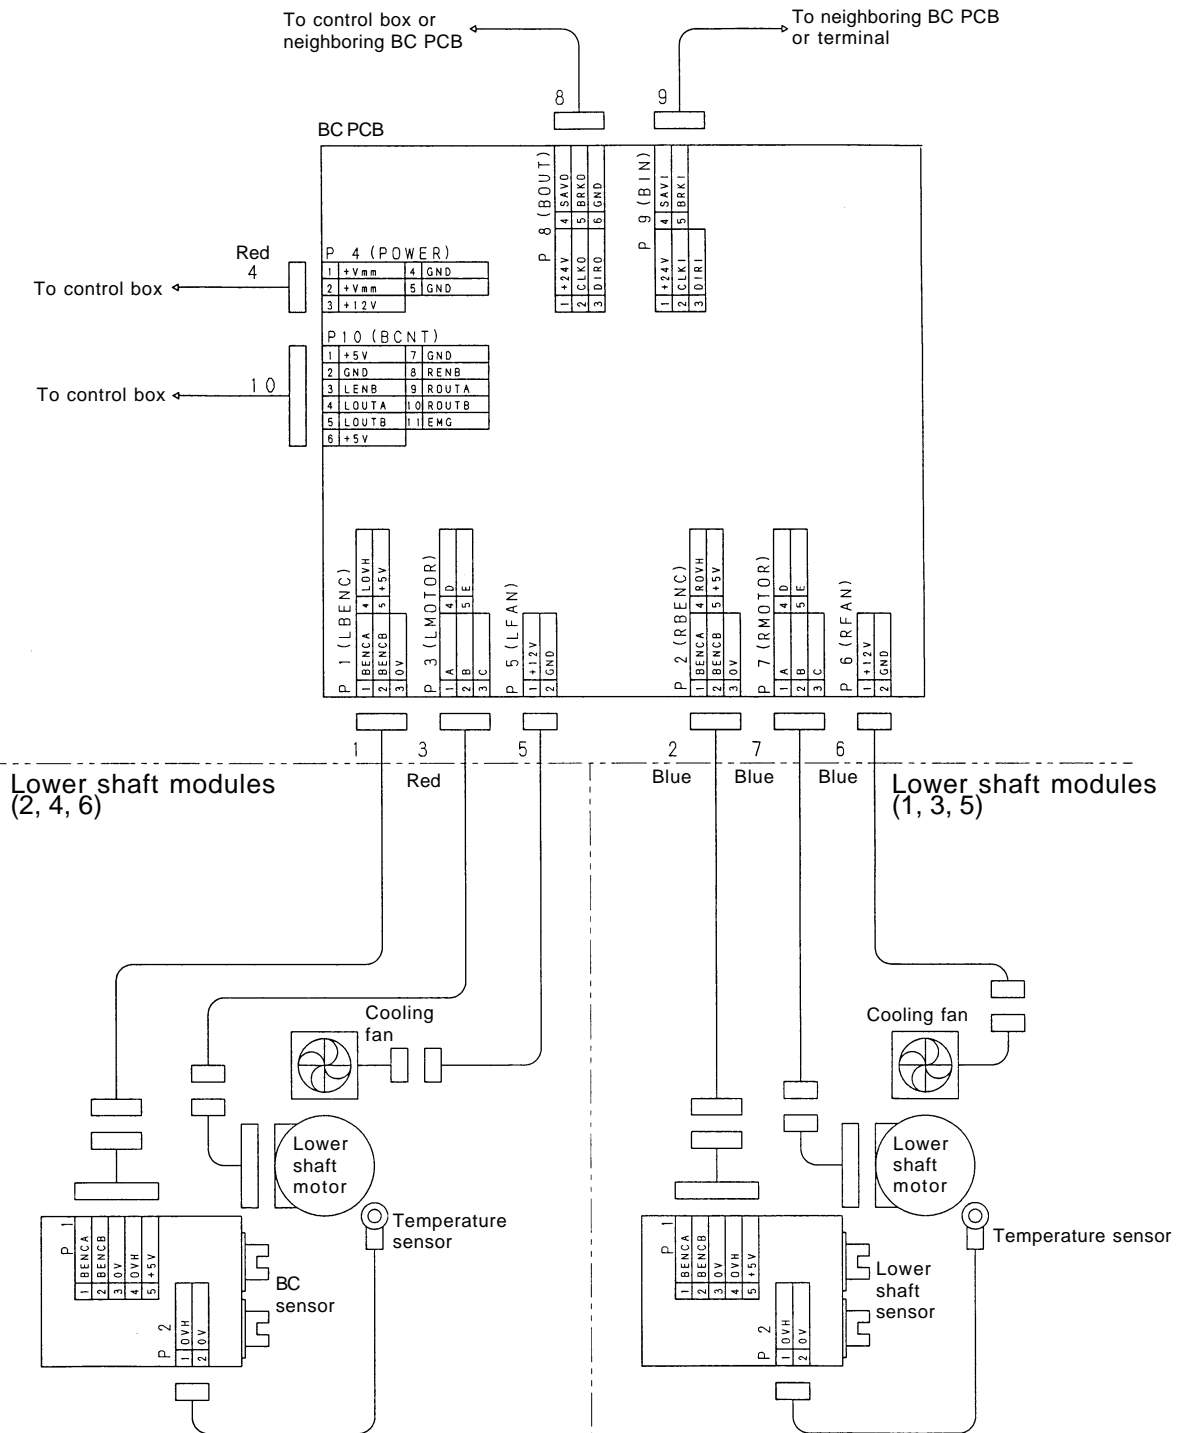 To control box or
neighboring BC PCB
To neighboring BC PCB
or terminal
8
9
BC PCB
P 8 (BOUT)
1 +24V 4 SAVO
2 CLKO 5 BRKO
3 DIRO 6 GND
P 9 (BIN)
1 +24V 4 SAVI
2 CLKI 5 BRKI
3 DIRI
Red
4
To control box
P 4 (POWER)
1 +Vmm 4 GND
2 +Vmm 5 GND
3 +12V
10
To control box
P10 (BCNT)
1 +5V 7 GND
2 GND 8 RENB
3 LENB 9 ROUTA
4 LOUTA 10 ROUTB
5 LOUTB 11 EMG
6 +5V
P 1 (LBENC)
1 BENCA 4 LOVH
2 BENCB 5 +5V
3 0V
P 3 (LMOTOR)
1 A 4 D
2 B 5 E
3 C
P 5 (LFAN)
1 +12V
2 GND
P 2 (RBENC)
1 BENCA 4 ROVH
2 BENCB 5 +5V
3 0V
P 7 (RMOTOR)
1 A 4 D
2 B 5 E
3 C
P 6 (RFAN)
1 +12V
2 GND
1 3 5 2 7 6
Red Blue Blue Blue
Lower shaft modules
(2, 4, 6)
Lower shaft modules
(1, 3, 5)
Cooling
fan
Lower
shaft
motor
Temperature
sensor
P 1
1 BENCA
2 BENCB
3 0V
4 OVH
5 +5V
P 2
1 OVH
2 0V
BC
sensor
Cooling fan
Lower
shaft
motor
Temperature sensor
P 1
1 BENCA
2 BENCB
3 0V
4 OVH
5 +5V
P 2
1 OVH
2 0V
Lower
shaft
sensor